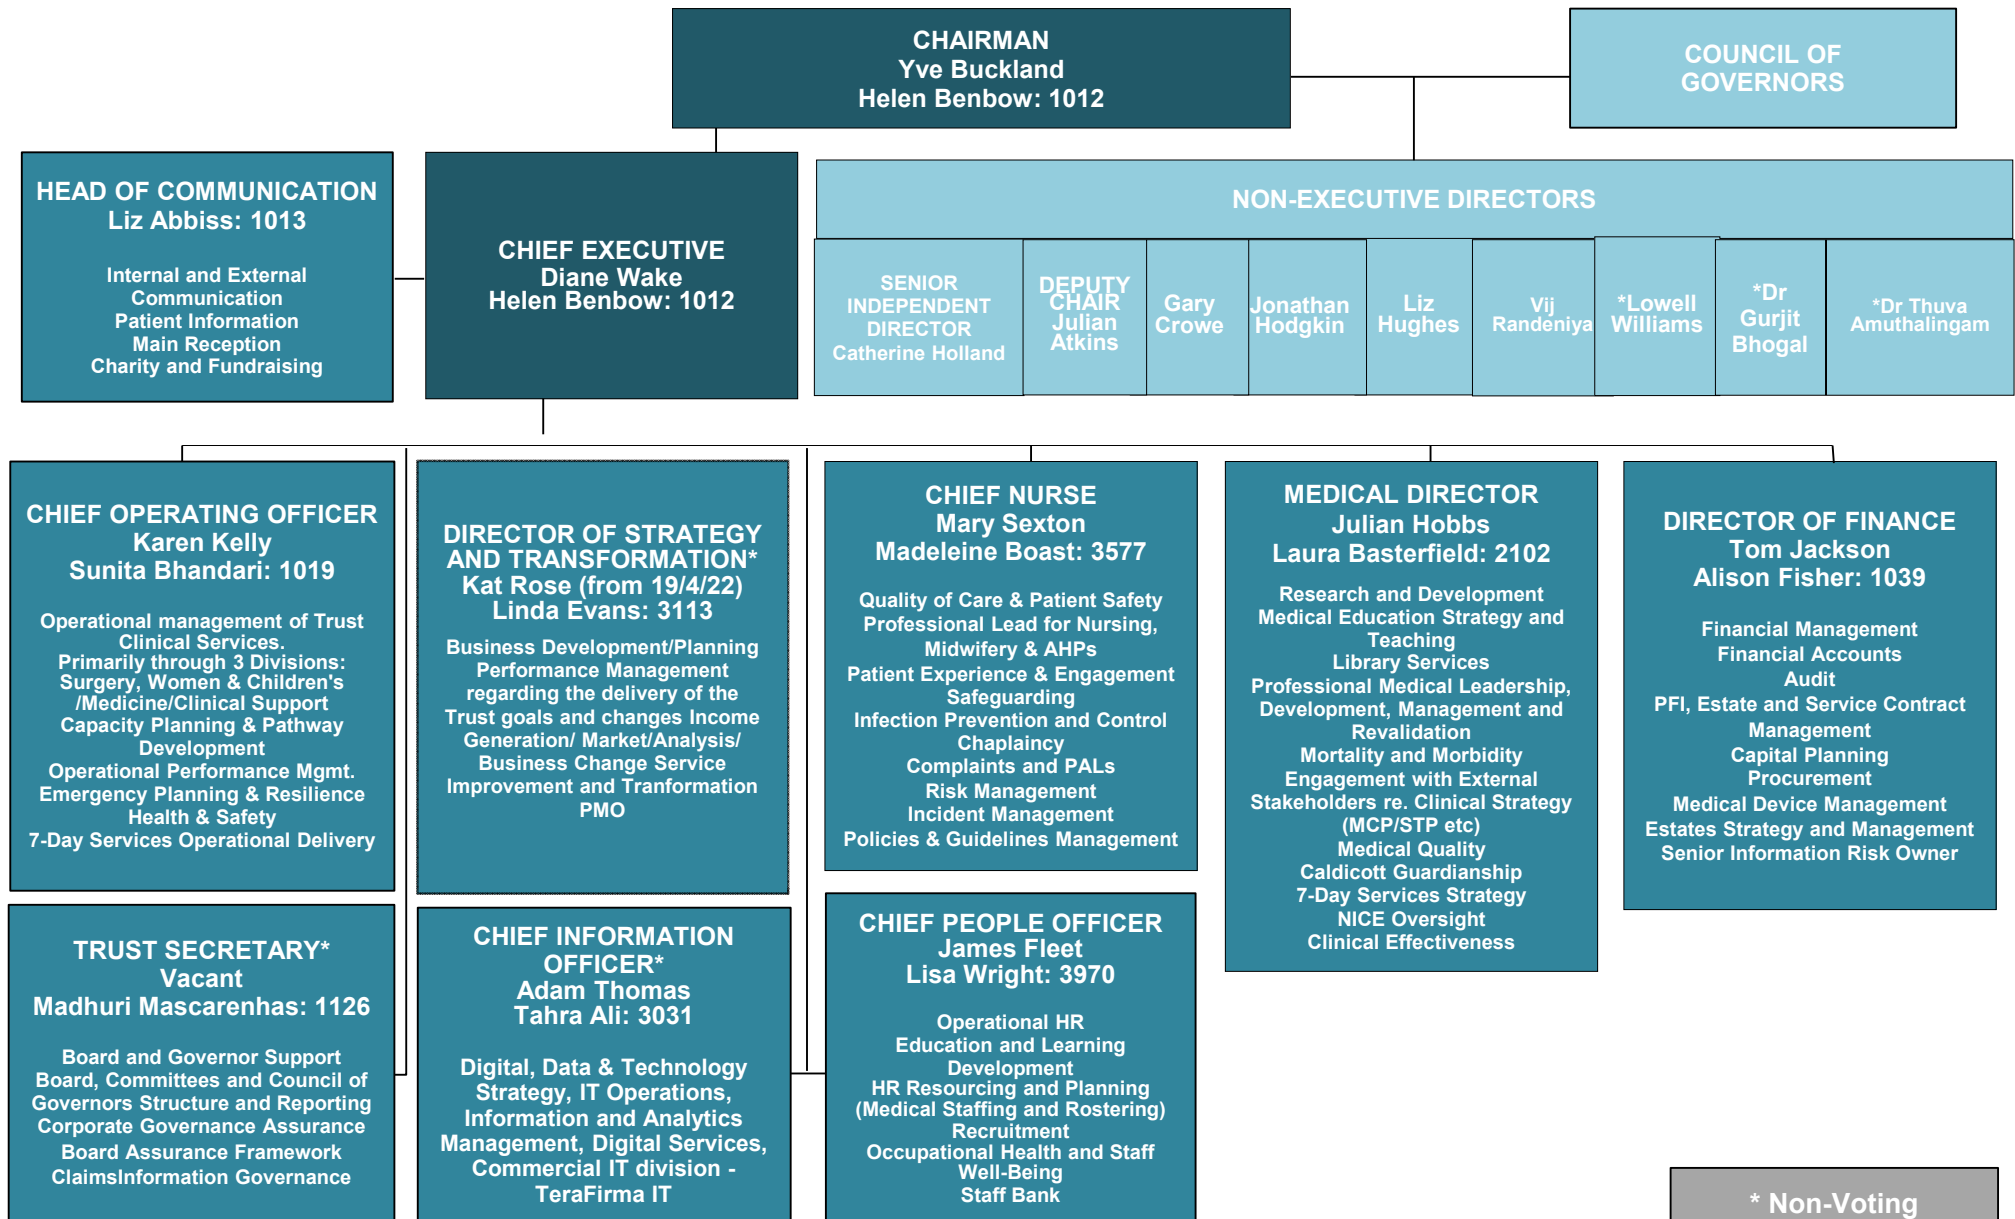 CHAIRMAN
Yve Buckland
Helen Benbow: 1012
COUNCIL OF
GOVERNORS
HEAD OF COMMUNICATION
Liz Abbiss: 1013
Internal and External
Communication
Patient Information
Main Reception
Charity and Fundraising
CHIEF EXECUTIVE
Diane Wake
Helen Benbow: 1012
NON-EXECUTIVE DIRECTORS
SENIOR
INDEPENDENT
DIRECTOR
Catherine Holland
DEPUTY
CHAIR
Julian
Atkins
Gary
Crowe
Jonathan
Hodgkin
Liz
Hughes
Vij
Randeniya
*Lowell
Williams
*Dr
Gurjit
Bhogal
*Dr Thuva
Amuthalingam
CHIEF OPERATING OFFICER
Karen Kelly
Sunita Bhandari: 1019
Operational management of Trust
Clinical Services.
Primarily through 3 Divisions:
Surgery, Women & Children's
/Medicine/Clinical Support
Capacity Planning & Pathway
Development
Operational Performance Mgmt.
Emergency Planning & Resilience
Health & Safety
7-Day Services Operational Delivery
DIRECTOR OF STRATEGY
AND TRANSFORMATION*
Kat Rose (from 19/4/22)
Linda Evans: 3113
Business Development/Planning
Performance Management
regarding the delivery of the
Trust goals and changes Income
Generation/ Market/Analysis/
Business Change Service
Improvement and Tranformation
PMO
CHIEF NURSE
Mary Sexton
Madeleine Boast: 3577
Quality of Care & Patient Safety
Professional Lead for Nursing,
Midwifery & AHPs
Patient Experience & Engagement
Safeguarding
Infection Prevention and Control
Chaplaincy
Complaints and PALs
Risk Management
Incident Management
Policies & Guidelines Management
MEDICAL DIRECTOR
Julian Hobbs
Laura Basterfield: 2102
Research and Development
Medical Education Strategy and
Teaching
Library Services
Professional Medical Leadership,
Development, Management and
Revalidation
Mortality and Morbidity
Engagement with External
Stakeholders re. Clinical Strategy
(MCP/STP etc)
Medical Quality
Caldicott Guardianship
7-Day Services Strategy
NICE Oversight
Clinical Effectiveness
DIRECTOR OF FINANCE
Tom Jackson
Alison Fisher: 1039
Financial Management
Financial Accounts
Audit
PFI, Estate and Service Contract
Management
Capital Planning
Procurement
Medical Device Management
Estates Strategy and Management
Senior Information Risk Owner
TRUST SECRETARY*
Vacant
Madhuri Mascarenhas: 1126
Board and Governor Support
Board, Committees and Council of
Governors Structure and Reporting
Corporate Governance Assurance
Board Assurance Framework
ClaimsInformation Governance
CHIEF INFORMATION
OFFICER*
Adam Thomas
Tahra Ali: 3031
Digital, Data & Technology
Strategy, IT Operations,
Information and Analytics
Management, Digital Services,
Commercial IT division -
TeraFirma IT
CHIEF PEOPLE OFFICER
James Fleet
Lisa Wright: 3970
Operational HR
Education and Learning
Development
HR Resourcing and Planning
(Medical Staffing and Rostering)
Recruitment
Occupational Health and Staff
Well-Being
Staff Bank
* Non-Voting